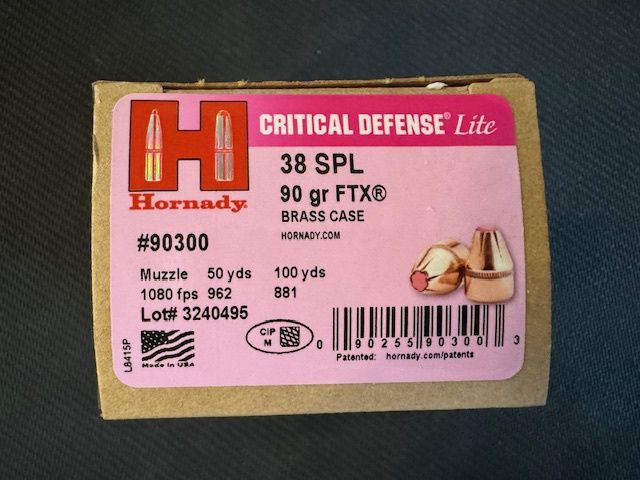 CRITICAL DEFENSE® Lite
Hornady®
38 SPL
90 gr FTX®
BRASS CASE
HORNADY.COM
#90300
Muzzle 50 yds 100 yds
1080 fps 962 881
Lot# 3240495
L8415P
Made in USA
CIP
M
0 90255 90300 3
Patented: hornady.com/patents